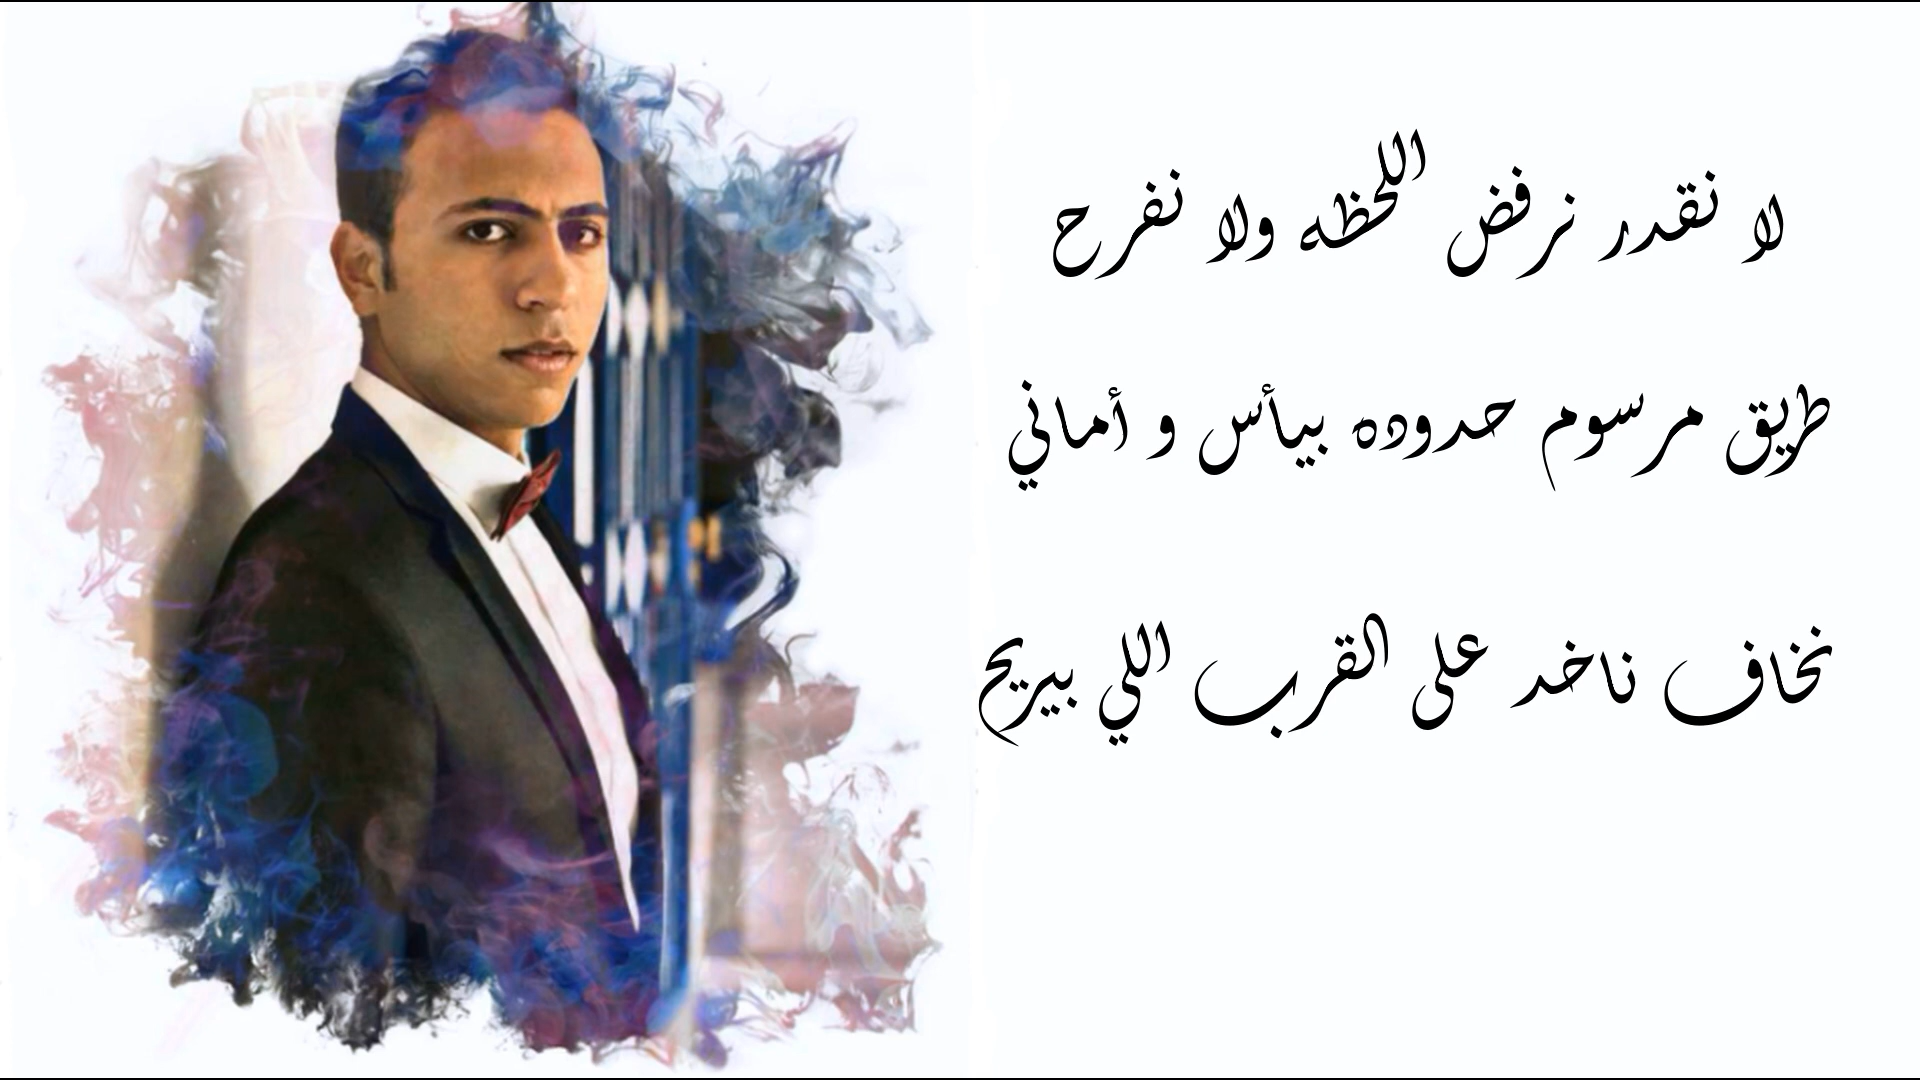 لا نقدر نرفض اللحظه ولا نفرح
طريق مرسوم حدوده بيأس و أماني
نخاف ناخد على القرب اللي بيريح